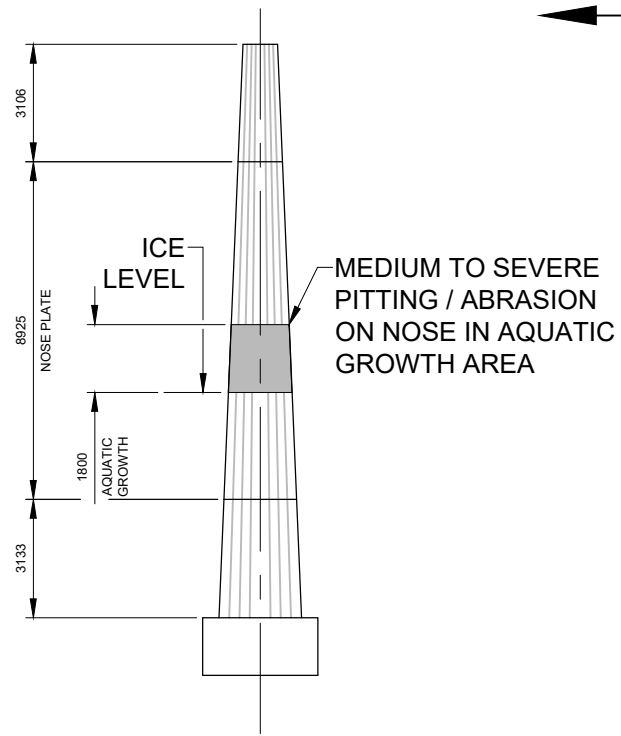 3106
ICE
LEVEL
MEDIUM TO SEVERE
PITTING / ABRASION
ON NOSE IN AQUATIC
GROWTH AREA
8925
NOSE PLATE
1800
AQUATIC
GROWTH
3133